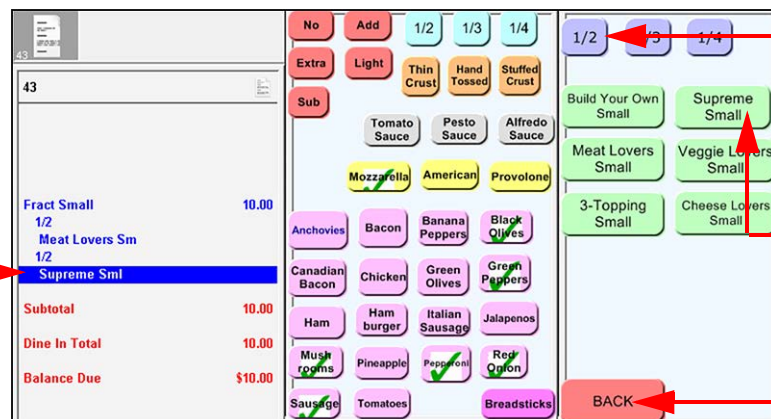 43
43
Fract Small 10.00
1/2
Meat Lovers Sm
1/2
Supreme Sml
Subtotal 10.00
Dine In Total 10.00
Balance Due $10.00
No Add 1/2 1/3 1/4
Extra Light Thin Crust Hand Tossed Stuffed Crust
Sub
Tomato Sauce Pesto Sauce Alfredo Sauce
Mozzarella American Provolone
Anchovies Bacon Banana Peppers Black Olives
Canadian Bacon Chicken Green Olives Green Peppers
Ham Ham burger Italian Sausage Jalapenos
Mush rooms Pineapple Pepperoni Red Onion
Sausage Tomatoes Breadsticks
1/2 1/3 1/4
Build Your Own Small Supreme Small
Meat Lovers Small Veggie Lovers Small
3-Topping Small Cheese Lovers Small
BACK